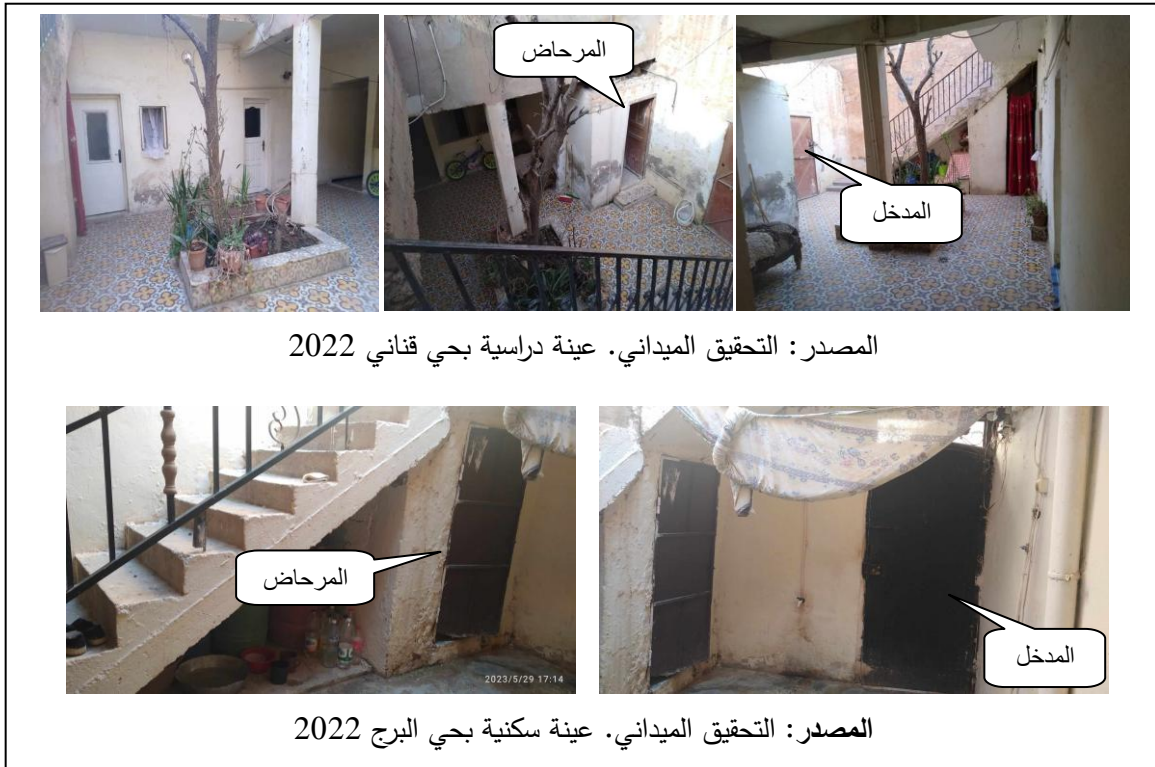 المرحاض
المدخل
المصدر: التحقيق الميداني. عينة دراسية بحي قناني 2022
المرحاض
2023/5/29 17:14
المدخل
المصدر: التحقيق الميداني. عينة سكنية بحي البرج 2022